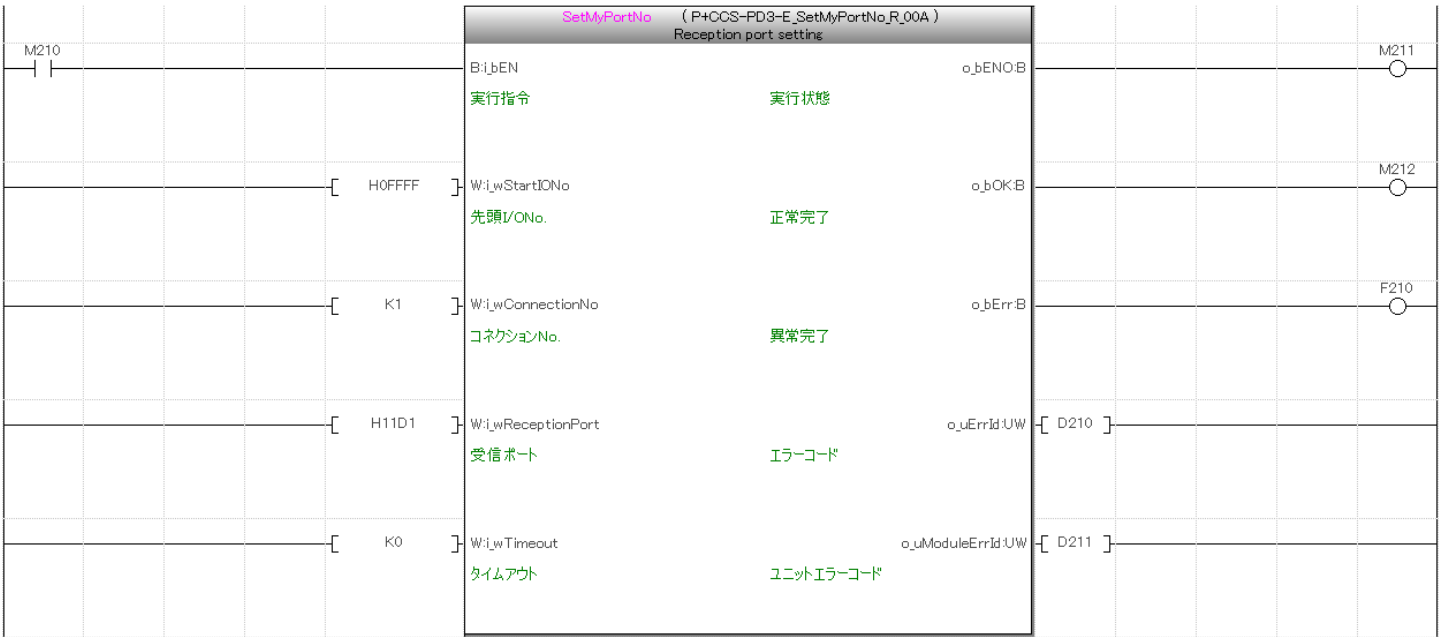 SetMyPortNo (P+CCS-PD3-E_SetMyPortNo_R_00A)
Reception port setting
M210
B:i_bEN
o_bENO:B
M211
実行指令
実行状態
H0FFFF
W:i_wStartIONo
o_bOK:B
M212
先頭I/ONo.
正常完了
K1
W:i_wConnectionNo
o_bErr:B
F210
コネクションNo.
異常完了
H11D1
W:i_wReceptionPort
o_uErrId:UW
D210
受信ポート
エラーコード
K0
W:i_wTimeout
o_uModuleErrId:UW
D211
タイムアウト
ユニットエラーコード